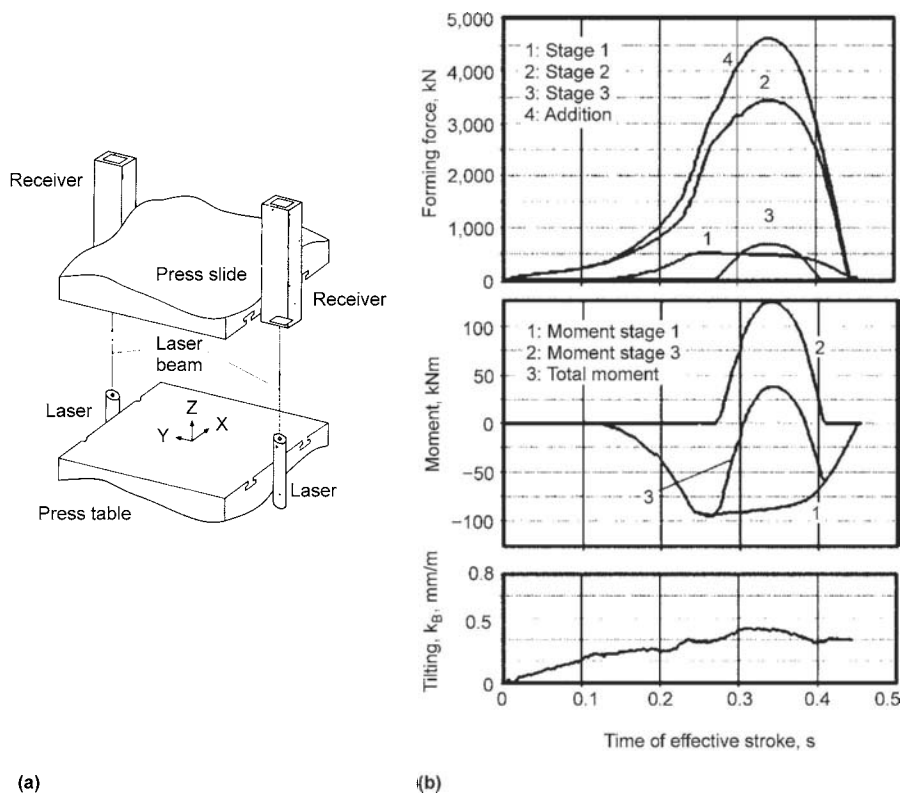 Receiver
Press slide
Receiver
Laser
beam
Laser
Z
Y
X
Laser
Press table
(a)
5,000
4,000
3,000
2,000
1,000
0
Forming force, kN
1: Stage 1
2: Stage 2
3: Stage 3
4: Addition
4
2
3
1
100
50
0
−50
−100
Moment, kNm
1: Moment stage 1
2: Moment stage 3
3: Total moment
2
3
1
0.8
0.5
0
Tilting, kB, mm/m
0
0.1
0.2
0.3
0.4
0.5
Time of effective stroke, s
(b)